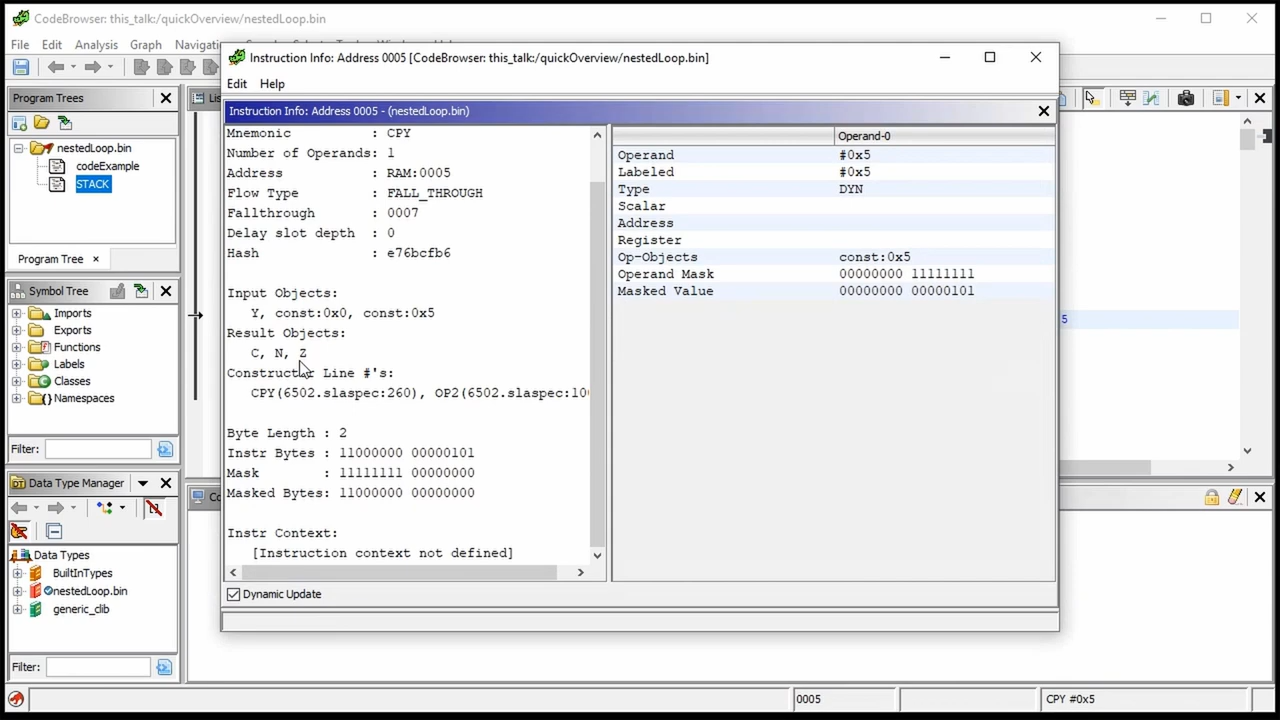 CodeBrowser: this_talk:/quickOverview/nestedLoop.bin
File Edit Analysis Graph
Instruction Info: Address 0005 [CodeBrowser: this_talk:/quickOverview/nestedLoop.bin]
Edit Help
Program Trees
nestedLoop.bin
codeExample
STACK
Program Tree ×
Symbol Tree
Imports
Exports
Functions
Labels
Classes
{} Namespaces
Filter:
Data Type Manager
Data Types
BuiltInTypes
nestedLoop.bin
generic_clib
Filter:
Instruction Info: Address 0005 - (nestedLoop.bin)
Mnemonic : CPY
Number of Operands: 1
Address : RAM:0005
Flow Type : FALL_THROUGH
Fallthrough : 0007
Delay slot depth : 0
Hash : e76bcfb6
Input Objects:
Y, const:0x0, const:0x5
Result Objects:
C, N, Z
Constructor Line #'s:
CPY(6502.slaspec:260), OP2(6502.slaspec:10
Byte Length : 2
Instr Bytes : 11000000 00000101
Mask : 11111111 00000000
Masked Bytes: 11000000 00000000
Instr Context:
[Instruction context not defined]
Operand-0
Operand #0x5
Labeled #0x5
Type DYN
Scalar
Address
Register
Op-Objects const:0x5
Operand Mask 00000000 11111111
Masked Value 00000000 00000101
Dynamic Update
5
0005
CPY #0x5